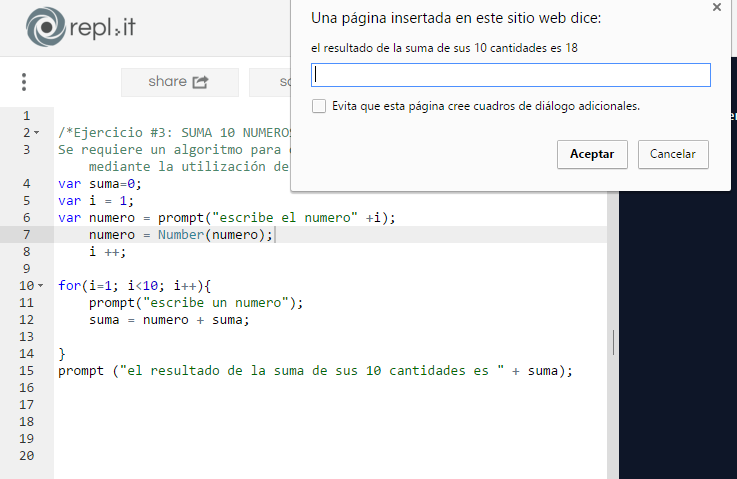 repl.it
share
Una página insertada en este sitio web dice:
el resultado de la suma de sus 10 cantidades es 18
Evita que esta página cree cuadros de diálogo adicionales.
Aceptar
Cancelar
1
2 /*Ejercicio #3: SUMA 10 NUMEROS
3 Se requiere un algoritmo para
mediante la utilización de
4 var suma=0;
5 var i = 1;
6 var numero = prompt("escribe el numero" +i);
7 numero = Number(numero);
8 i ++;
9
10 for(i=1; i<10; i++){
11 prompt("escribe un numero");
12 suma = numero + suma;
13
14 }
15 prompt ("el resultado de la suma de sus 10 cantidades es " + suma);
16
17
18
19
20